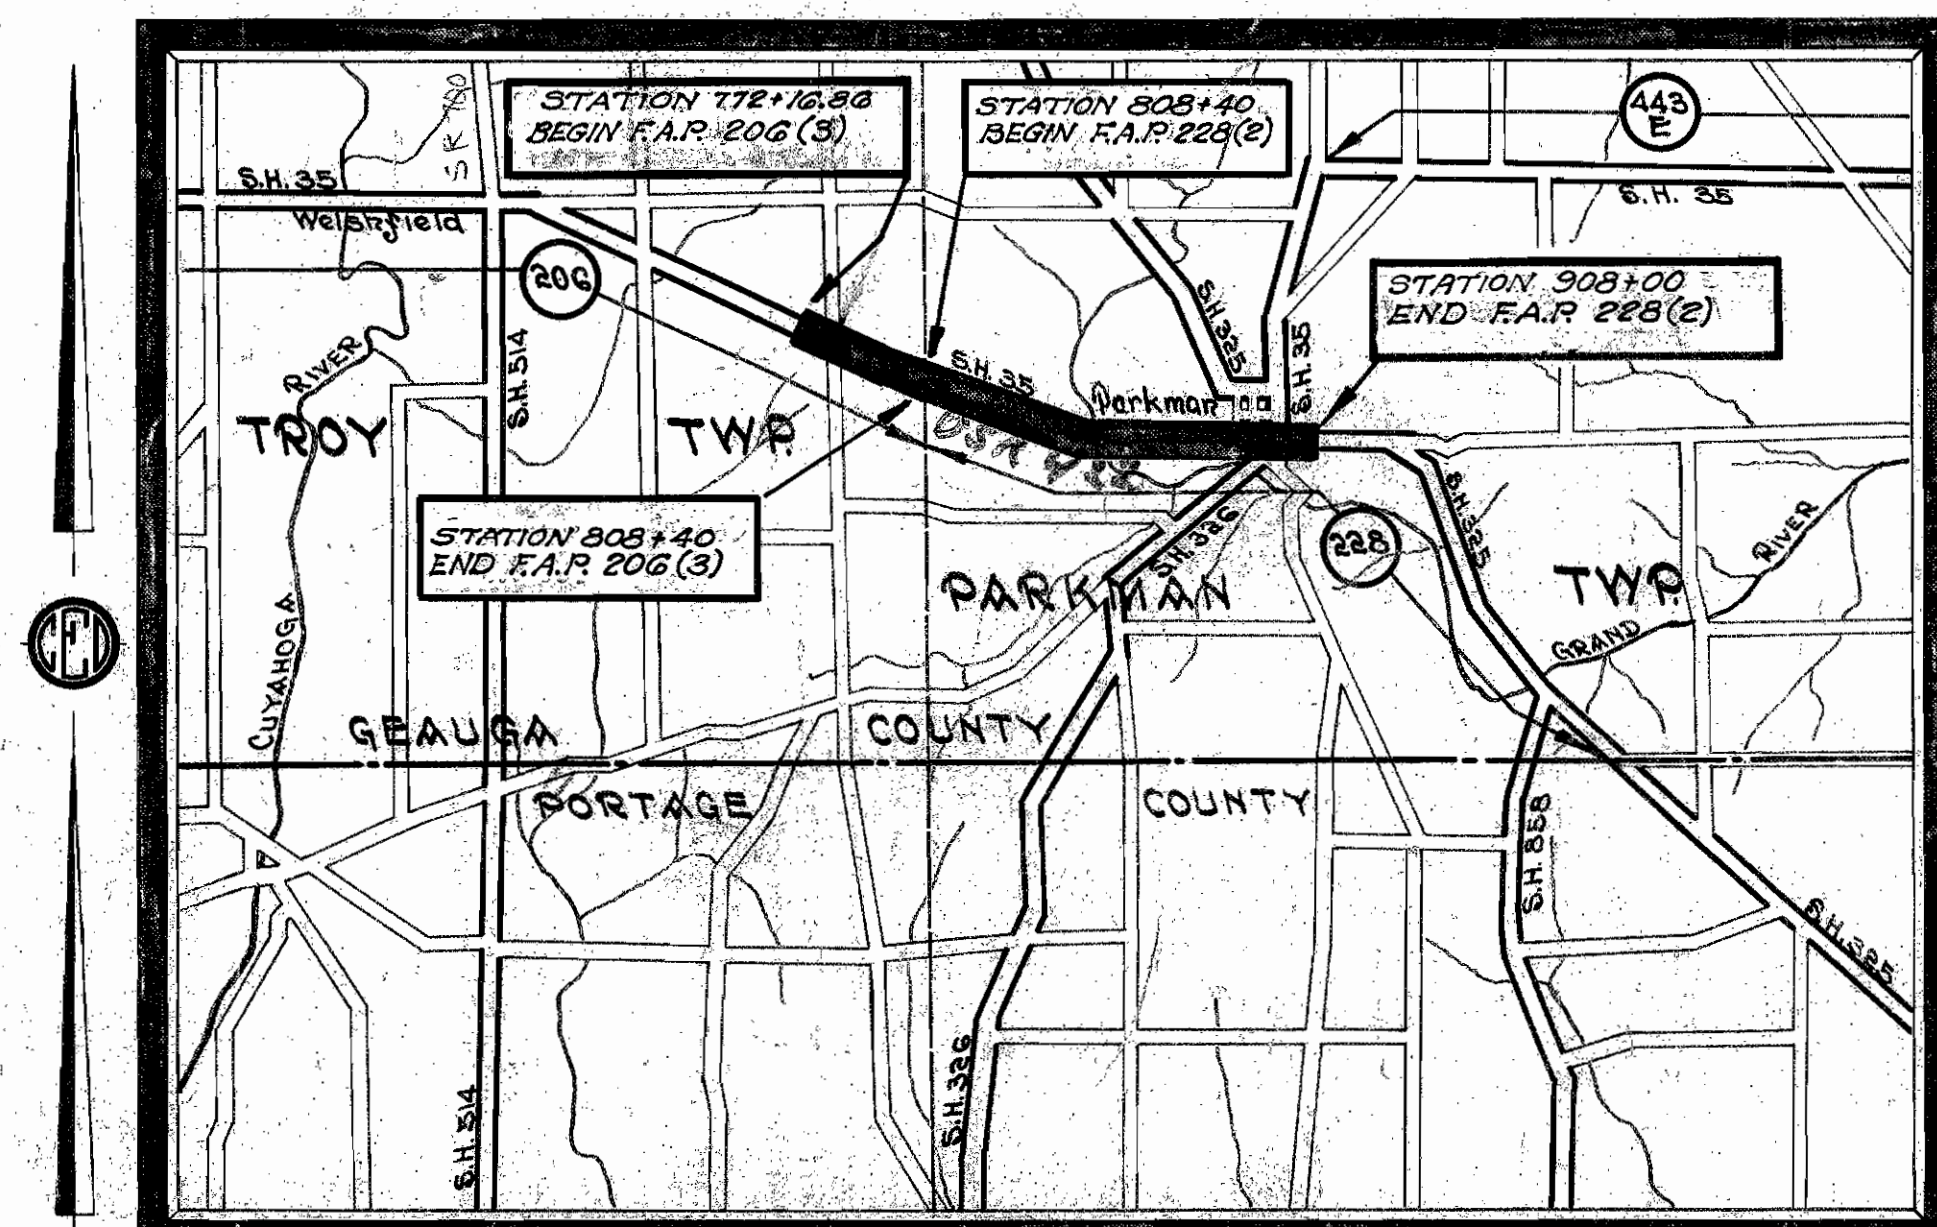 STATION 772+16.86
BEGIN F.A.P. 206 (3)
STATION 808+40
BEGIN F.A.P. 228(2)
443
E
S.H. 35
Welshfield
S.H. 35
206
STATION 908+00
END F.A.P. 228(2)
S.H. 325
S.H. 35
S.H. 514
RIVER
S.H. 35
Parkman
TROY
TWP.
S.H. 325
STATION 808+40
END F.A.P. 206 (3)
S.H. 326
228
RIVER
PARKMAN
TWP.
CED
CUYAHOGA
GRAND
GEAUGA
COUNTY
PORTAGE
COUNTY
S.H. 858
S.H. 325
S.H. 326
S.H. 514